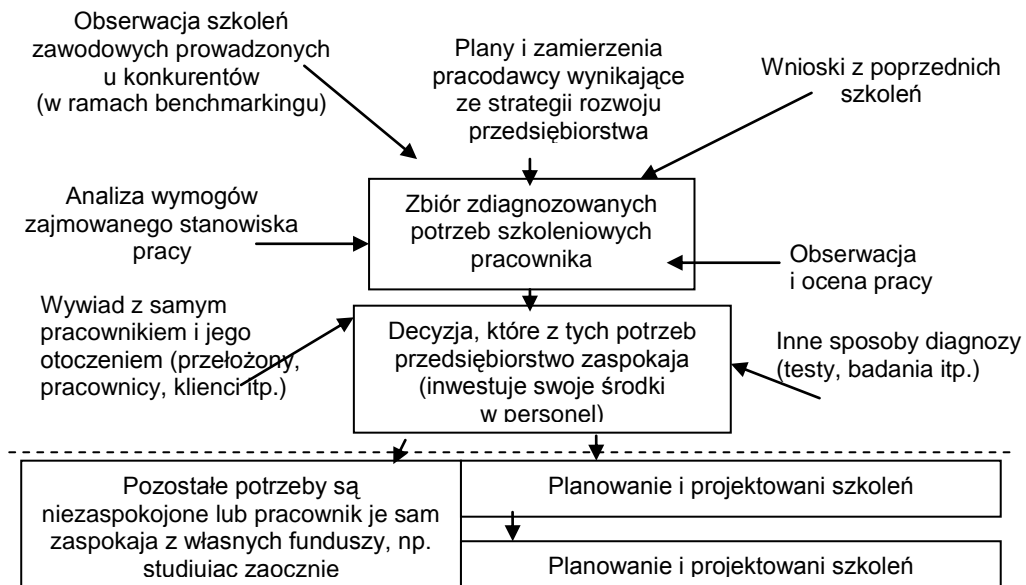 Obserwacja szkoleń
zawodowych prowadzonych
u konkurentów
(w ramach benchmarkingu)
Plany i zamierzenia
pracodawcy wynikające
ze strategii rozwoju
przedsiębiorstwa
Wnioski z poprzednich
szkoleń
Analiza wymogów
zajmowanego stanowiska
pracy
Zbiór zdiagnozowanych
potrzeb szkoleniowych
pracownika
Obserwacja
i ocena pracy
Wywiad z samym
pracownikiem i jego
otoczeniem (przełożony,
pracownicy, klienci itp.)
Decyzja, które z tych potrzeb
przedsiębiorstwo zaspokaja
(inwestuje swoje środki
w personel)
Inne sposoby diagnozy
(testy, badania itp.)
Pozostałe potrzeby są
niezaspokojone lub pracownik je sam
zaspokaja z własnych funduszy, np.
studiując zaocznie
Planowanie i projektowani szkoleń
Planowanie i projektowani szkoleń